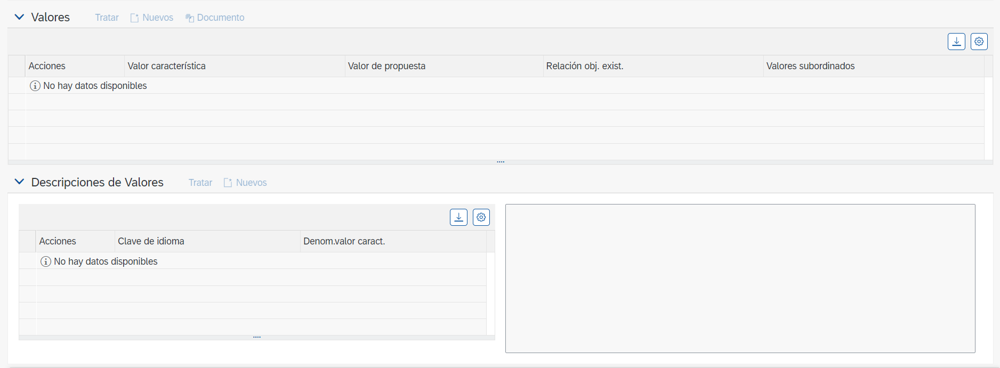 Valores Tratar Nuevos Documento
Acciones Valor característica Valor de propuesta Relación obj. exist. Valores subordinados
No hay datos disponibles
Descripciones de Valores Tratar Nuevos
Acciones Clave de idioma Denom.valor caract.
No hay datos disponibles